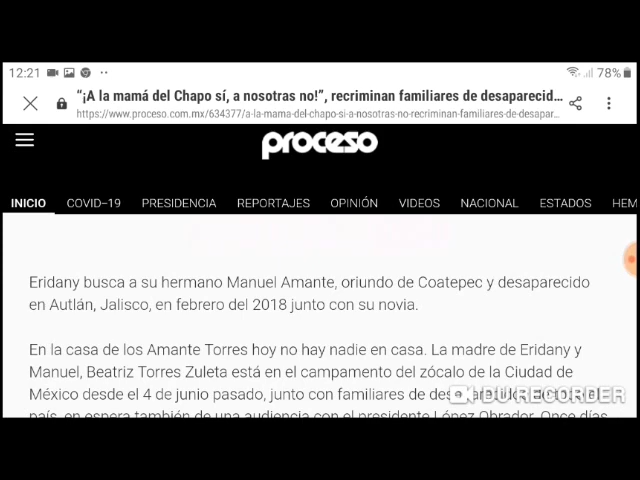 12:21
78%
“¡A la mamá del Chapo sí, a nosotras no!”, recriminan familiares de desaparecid...
https://www.proceso.com.mx/634377/a-la-mama-del-chapo-si-a-nosotras-no-recriminan-familiares-de-desapar...
proceso
INICIO COVID-19 PRESIDENCIA REPORTAJES OPINIÓN VIDEOS NACIONAL ESTADOS HEM
Eridany busca a su hermano Manuel Amante, oriundo de Coatepec y desaparecido
en Autlán, Jalisco, en febrero del 2018 junto con su novia.
En la casa de los Amante Torres hoy no hay nadie en casa. La madre de Eridany y
Manuel, Beatriz Torres Zuleta está en el campamento del zócalo de la Ciudad de
México desde el 4 de junio pasado, junto con familiares de
DU RECORDER
país, en espera también de una audiencia con el presidente López Obrador. Once días